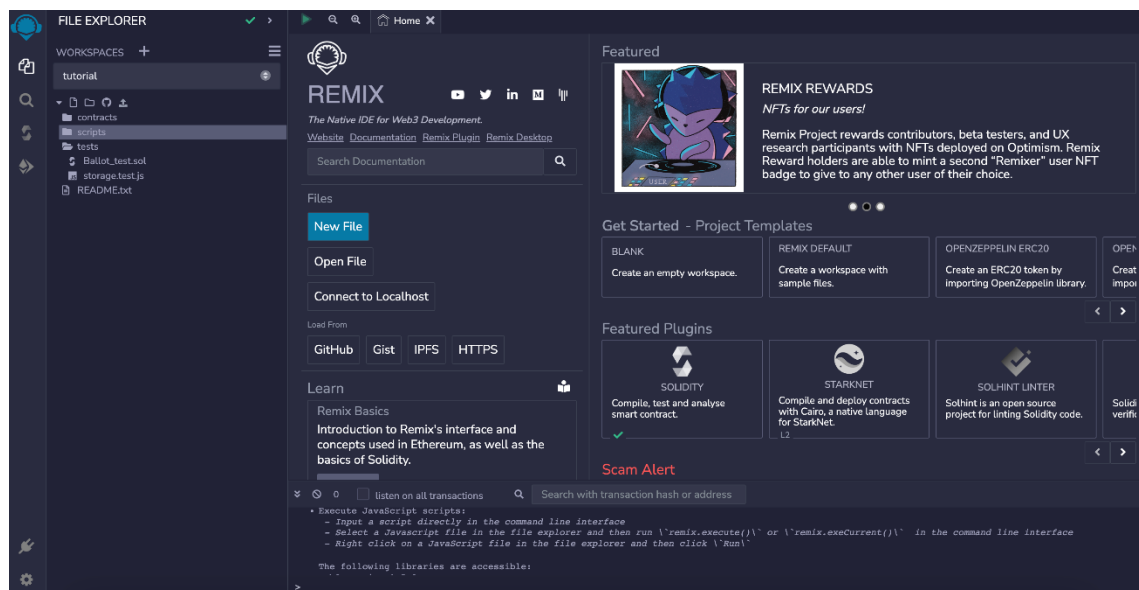 FILE EXPLORER
WORKSPACES
tutorial
contracts
scripts
tests
Ballot_test.sol
storage.test.js
README.txt
Home
REMIX
The Native IDE for Web3 Development.
Website Documentation Remix Plugin Remix Desktop
Search Documentation
Files
New File
Open File
Connect to Localhost
Load From
GitHub Gist IPFS HTTPS
Learn
Remix Basics
Introduction to Remix's interface and
concepts used in Ethereum, as well as the
basics of Solidity.
Featured
USER
REMIX REWARDS
NFTs for our users!
Remix Project rewards contributors, beta testers, and UX
research participants with NFTs deployed on Optimism. Remix
Reward holders are able to mint a second “Remixer” user NFT
badge to give to any other user of their choice.
Get Started - Project Templates
BLANK
Create an empty workspace.
REMIX DEFAULT
Create a workspace with
sample files.
OPENZEPPELIN ERC20
Create an ERC20 token by
importing OpenZeppelin library.
Featured Plugins
SOLIDITY
Compile, test and analyse
smart contract.
STARKNET
Compile and deploy contracts
with Cairo, a native language
for StarkNet.
L2
SOLHINT LINTER
Solhint is an open source
project for linting Solidity code.
Scam Alert
0 listen on all transactions Search with transaction hash or address
• Execute JavaScript scripts:
- Input a script directly in the command line interface
- Select a Javascript file in the file explorer and then run \`remix.execute()\` or \`remix.exeCurrent()\` in the command line interface
- Right click on a JavaScript file in the file explorer and then click \`Run\`
The following libraries are accessible:
>